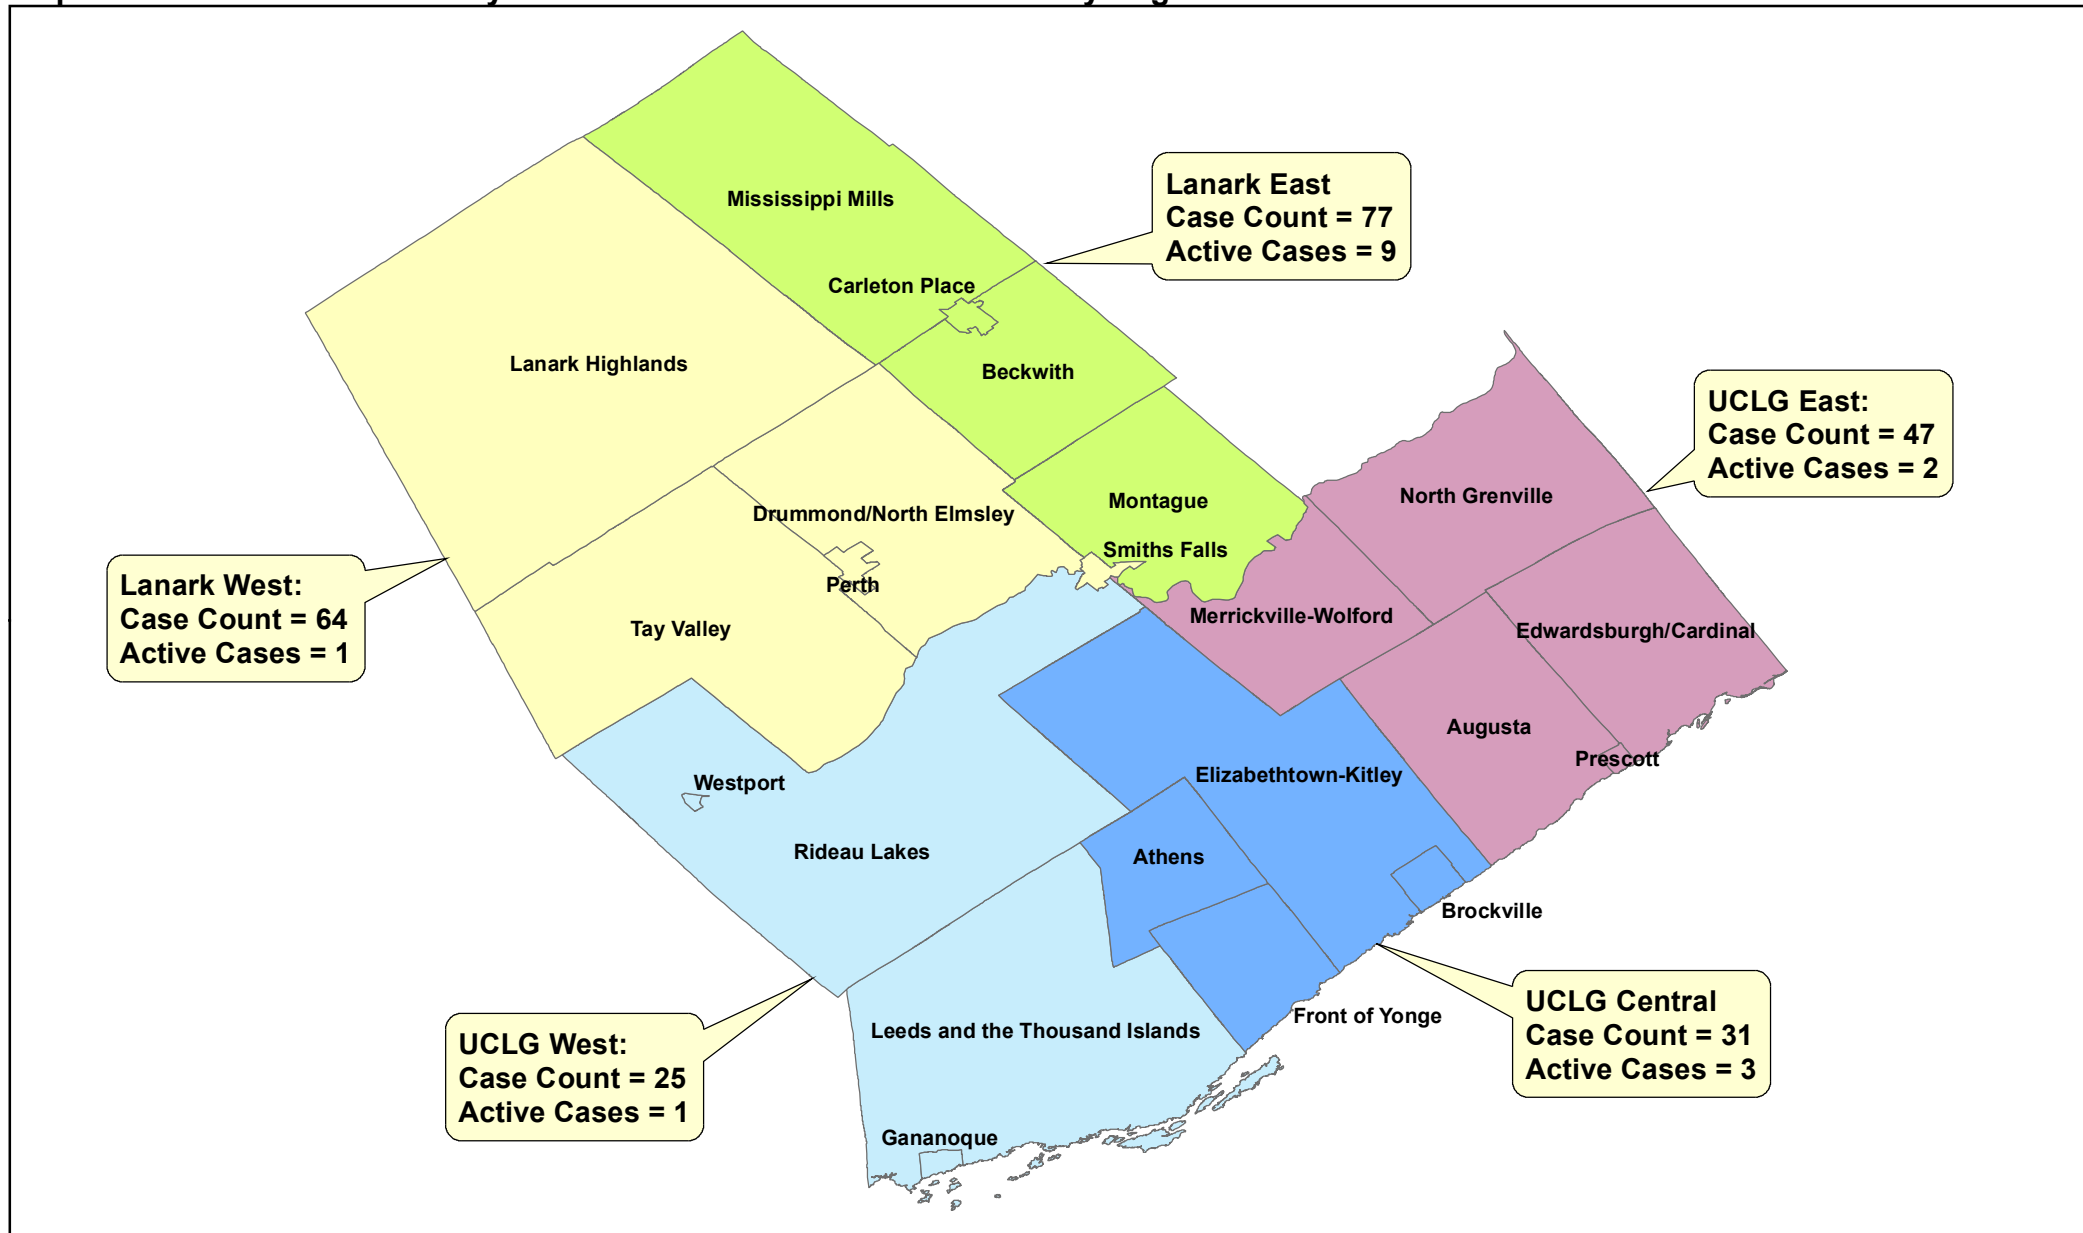 Mississippi Mills
Lanark East
Case Count = 77
Active Cases = 9
Carleton Place
Lanark Highlands
Beckwith
UCLG East:
Case Count = 47
Active Cases = 2
North Grenville
Montague
Drummond/North Elmsley
Smiths Falls
Lanark West:
Case Count = 64
Active Cases = 1
Perth
Tay Valley
Merrickville-Wolford
Edwardsburgh/Cardinal
Augusta
Prescott
Elizabethtown-Kitley
Westport
Rideau Lakes
Athens
Brockville
UCLG Central
Case Count = 31
Active Cases = 3
Front of Yonge
Leeds and the Thousand Islands
UCLG West:
Case Count = 25
Active Cases = 1
Gananoque